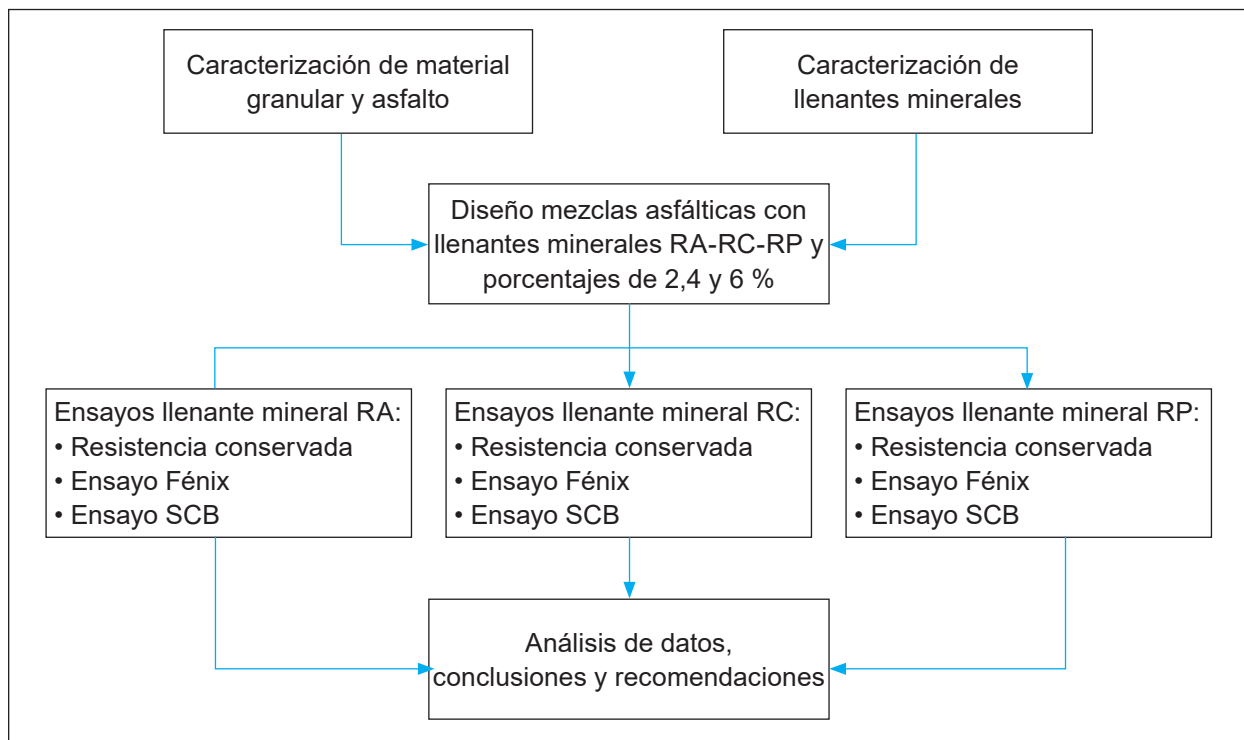 Caracterización de material
granular y asfalto
Caracterización de
llenantes minerales
Diseño mezclas asfálticas con
llenantes minerales RA-RC-RP y
porcentajes de 2,4 y 6 %
Ensayos llenante mineral RA:
• Resistencia conservada
• Ensayo Fénix
• Ensayo SCB
Ensayos llenante mineral RC:
• Resistencia conservada
• Ensayo Fénix
• Ensayo SCB
Ensayos llenante mineral RP:
• Resistencia conservada
• Ensayo Fénix
• Ensayo SCB
Análisis de datos,
conclusiones y recomendaciones